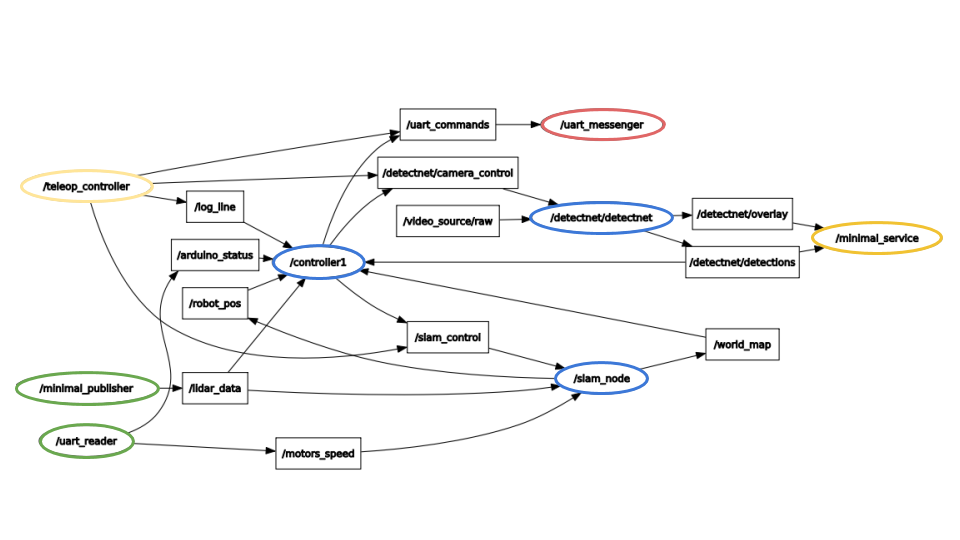 /uart_commands
/uart_messenger
/detectnet/camera_control
/teleop_controller
/log_line
/video_source/raw
/detectnet/detectnet
/detectnet/overlay
/minimal_service
/arduino_status
/controller1
/detectnet/detections
/robot_pos
/slam_control
/world_map
/slam_node
/minimal_publisher
/lidar_data
/uart_reader
/motors_speed